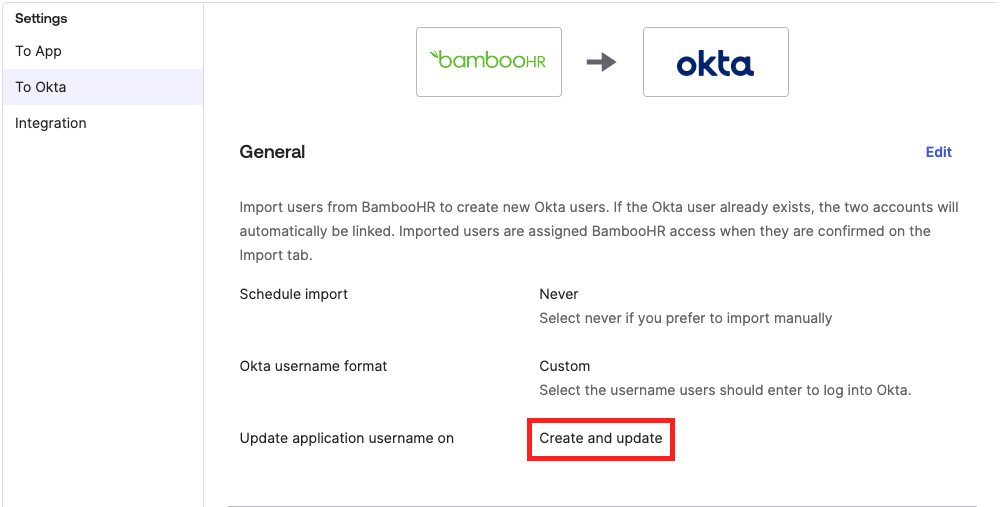 Settings
To App
To Okta
Integration
bambooHR
okta
General
Edit
Import users from BambooHR to create new Okta users. If the Okta user already exists, the two accounts will
automatically be linked. Imported users are assigned BambooHR access when they are confirmed on the
Import tab.
Schedule import
Never
Select never if you prefer to import manually
Okta username format
Custom
Select the username users should enter to log into Okta.
Update application username on
Create and update